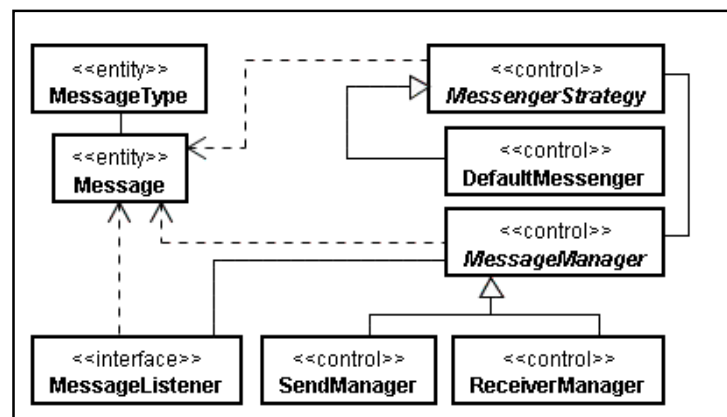 <<entity>>
MessageType
<<control>>
MessengerStrategy
<<entity>>
Message
<<control>>
DefaultMessenger
<<control>>
MessageManager
<<interface>>
MessageListener
<<control>>
SendManager
<<control>>
ReceiverManager